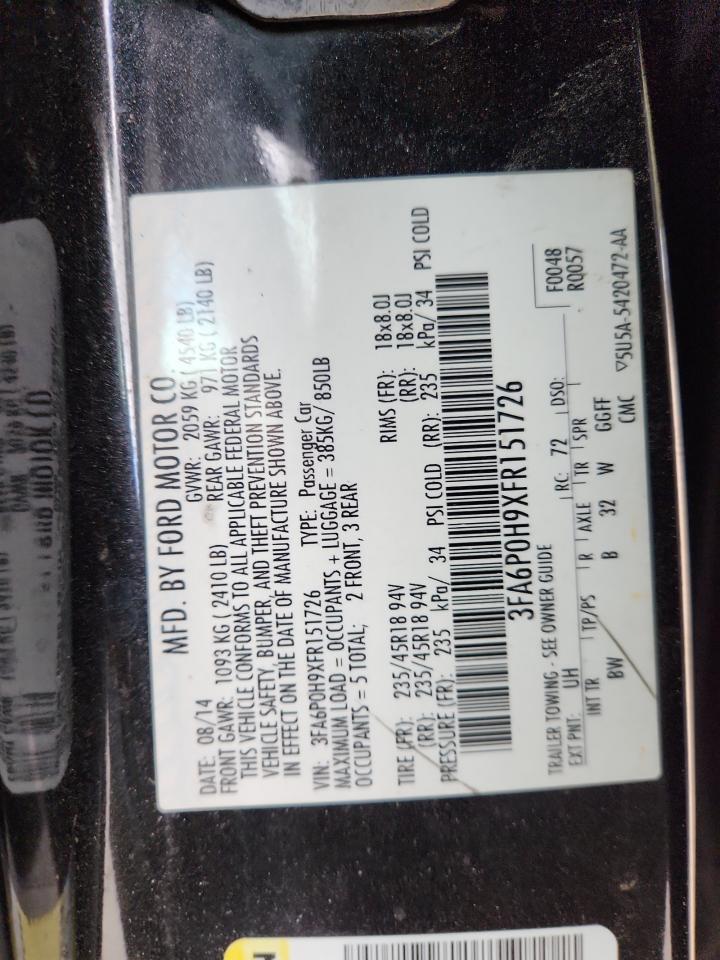 MFD. BY FORD MOTOR CO.
DATE: 08/14 GVWR: 2059 KG (4540 LB)
FRONT GAWR: 1093 KG (2410 LB) REAR GAWR: 971 KG (2140 LB)
THIS VEHICLE CONFORMS TO ALL APPLICABLE FEDERAL MOTOR
VEHICLE SAFETY, BUMPER, AND THEFT PREVENTION STANDARDS
IN EFFECT ON THE DATE OF MANUFACTURE SHOWN ABOVE.
VIN: 3FA6P0H9XFR151726 TYPE: Passenger Car
MAXIMUM LOAD = OCCUPANTS + LUGGAGE = 385KG/ 850LB
OCCUPANTS = 5 TOTAL; 2 FRONT, 3 REAR
TIRE (FR): 235/45R18 94V RIMS (FR): 18x8.0J
(RR): 235/45R18 94V (RR): 18x8.0J
PRESSURE (FR): 235 kPa/ 34 PSI COLD (RR): 235 kPa/ 34 PSI COLD
3FA6P0H9XFR151726
TRAILER TOWING - SEE OWNER GUIDE
EXT PNT: UH RC: 72 DSO: F0048
R0057
INT TR TP/PS R AXLE TR SPR
BW B 32 W GGFF
CMC
▽5U5A-5420472-AA